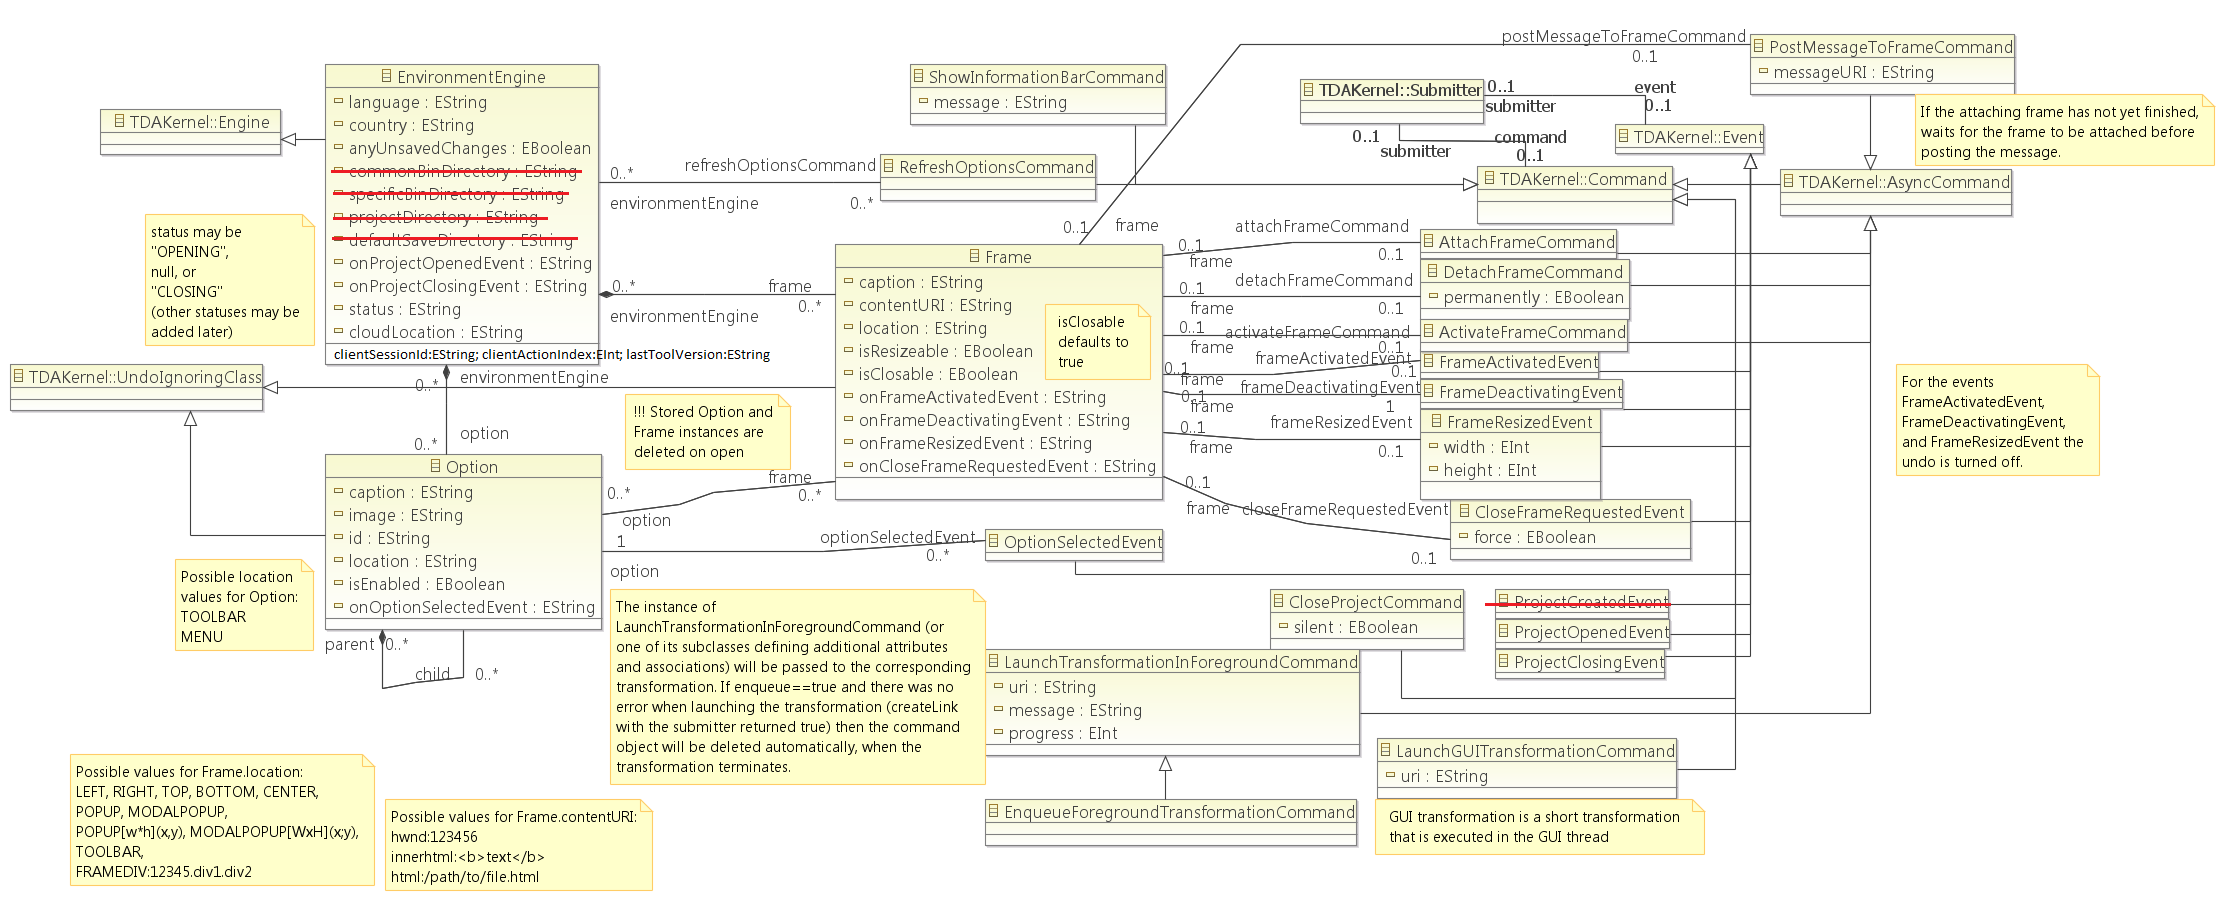 postMessageToFrameCommand
0..1
PostMessageToFrameCommand
messageURI : EString
If the attaching frame has not yet finished,
waits for the frame to be attached before
posting the message.
EnvironmentEngine
language : EString
country : EString
anyUnsavedChanges : EBoolean
commonBinDirectory : EString
specificBinDirectory : EString
projectDirectory : EString
defaultSaveDirectory : EString
onProjectOpenedEvent : EString
onProjectClosingEvent : EString
status : EString
cloudLocation : EString
clientSessionId:EString; clientActionIndex:EInt; lastToolVersion:EString
TDAKernel::Engine
ShowInformationBarCommand
message : EString
TDAKernel::Submitter
0..1
submitter
event
0..1
0..1
submitter
command
0..1
TDAKernel::Event
refreshOptionsCommand
0..*
environmentEngine
0..*
RefreshOptionsCommand
TDAKernel::Command
TDAKernel::AsyncCommand
status may be
"OPENING",
null, or
"CLOSING"
(other statuses may be
added later)
0..1
frame
0..*
frame
environmentEngine
0..*
Frame
caption : EString
contentURI : EString
location : EString
isResizeable : EBoolean
isClosable : EBoolean
onFrameActivatedEvent : EString
onFrameDeactivatingEvent : EString
onFrameResizedEvent : EString
onCloseFrameRequestedEvent : EString
isClosable
defaults to
true
attachFrameCommand
0..1
frame
0..1
AttachFrameCommand
detachFrameCommand
0..1
frame
0..1
DetachFrameCommand
permanently : EBoolean
0..1
activateFrameCommand
frame
0..1
ActivateFrameCommand
frameActivatedEvent
0..1
frame
0..1
FrameActivatedEvent
frameDeactivatingEvent
0..1
frame
1
FrameDeactivatingEvent
frameResizedEvent
0..1
frame
0..1
FrameResizedEvent
width : EInt
height : EInt
0..1
frame
closeFrameRequestedEvent
0..1
CloseFrameRequestedEvent
force : EBoolean
For the events
FrameActivatedEvent,
FrameDeactivatingEvent,
and FrameResizedEvent the
undo is turned off.
TDAKernel::UndoIgnoringClass
0..*
environmentEngine
0..*
option
!!! Stored Option and
Frame instances are
deleted on open
Option
caption : EString
image : EString
id : EString
location : EString
isEnabled : EBoolean
onOptionSelectedEvent : EString
0..*
option
frame
0..*
1
option
optionSelectedEvent
0..*
OptionSelectedEvent
Possible location
values for Option:
TOOLBAR
MENU
parent
0..*
child
0..*
The instance of
LaunchTransformationInForegroundCommand (or
one of its subclasses defining additional attributes
and associations) will be passed to the corresponding
transformation. If enqueue==true and there was no
error when launching the transformation (createLink
with the submitter returned true) then the command
object will be deleted automatically, when the
transformation terminates.
CloseProjectCommand
silent : EBoolean
ProjectCreatedEvent
ProjectOpenedEvent
ProjectClosingEvent
LaunchTransformationInForegroundCommand
uri : EString
message : EString
progress : EInt
LaunchGUITransformationCommand
uri : EString
EnqueueForegroundTransformationCommand
GUI transformation is a short transformation
that is executed in the GUI thread
Possible values for Frame.location:
LEFT, RIGHT, TOP, BOTTOM, CENTER,
POPUP, MODALPOPUP,
POPUP[w*h](x,y), MODALPOPUP[WxH](x;y),
TOOLBAR,
FRAMEDIV:12345.div1.div2
Possible values for Frame.contentURI:
hwnd:123456
innerhtml:<b>text</b>
html:/path/to/file.html